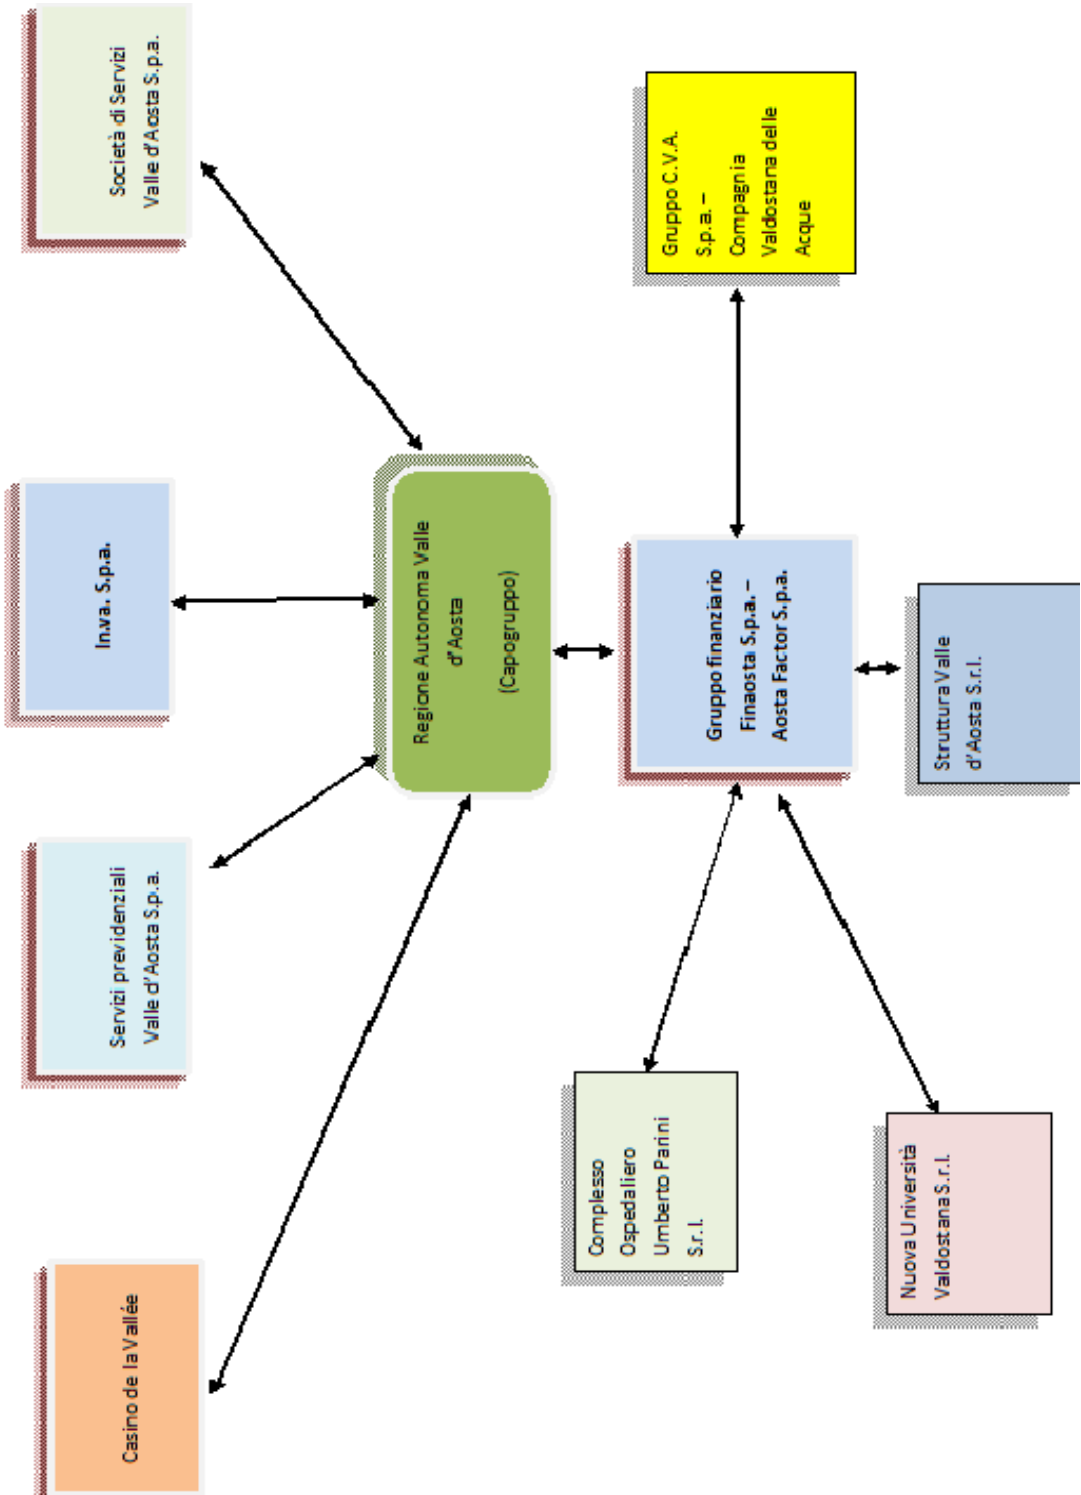 Casino de la Vallée
Servizi previdenziali
Valle d'Aosta S.p.a.
In.va. S.p.a.
Società di Servizi
Valle d'Aosta S.p.a.
Regione Autonoma Valle
d'Aosta
(Capogruppo)
Complesso
Ospedaliero
Umberto Parini
S.r.l.
Gruppo finanziario
Finaosta S.p.a. –
Aosta Factor S.p.a.
Gruppo C.V.A.
S.p.a. –
Compagnia
Valdostana delle
Acque
Nuova Università
Valdostana S.r.l.
Struttura Valle
d'Aosta S.r.l.